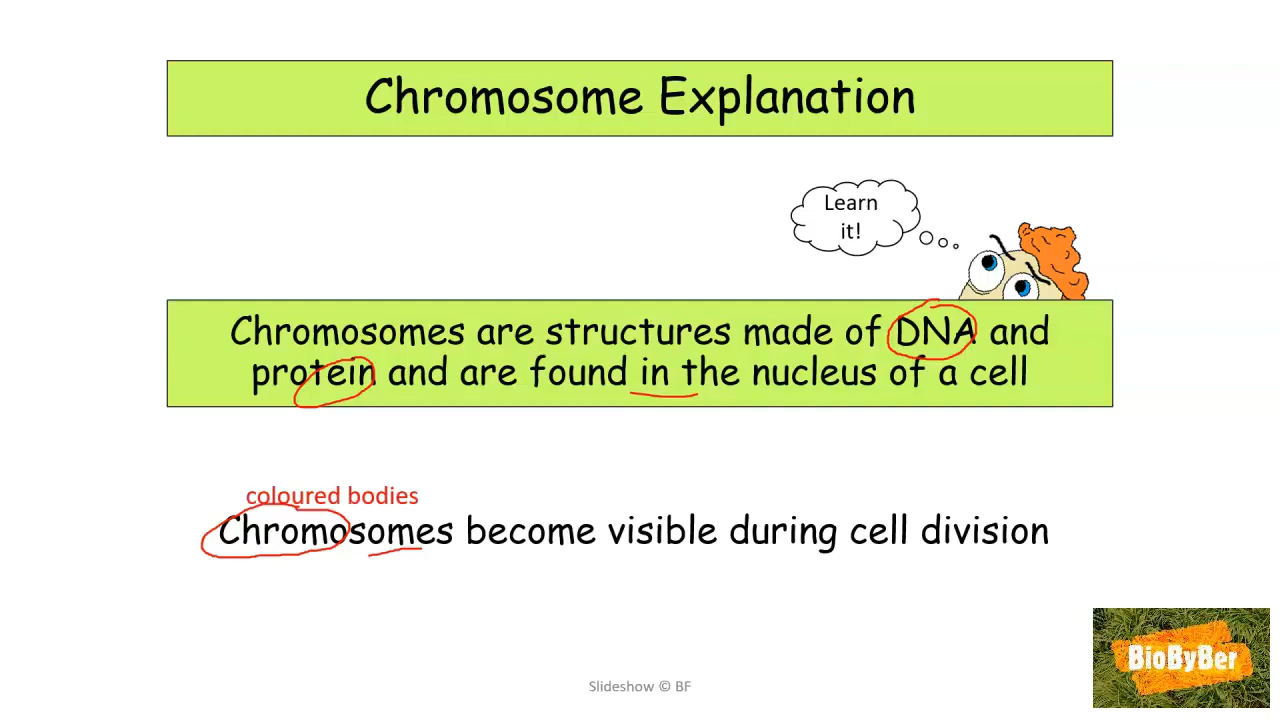 Chromosome Explanation
Learn
it!
Chromosomes are structures made of DNA and
protein and are found in the nucleus of a cell
coloured bodies
Chromosomes become visible during cell division
BioByBer
Slideshow © BF